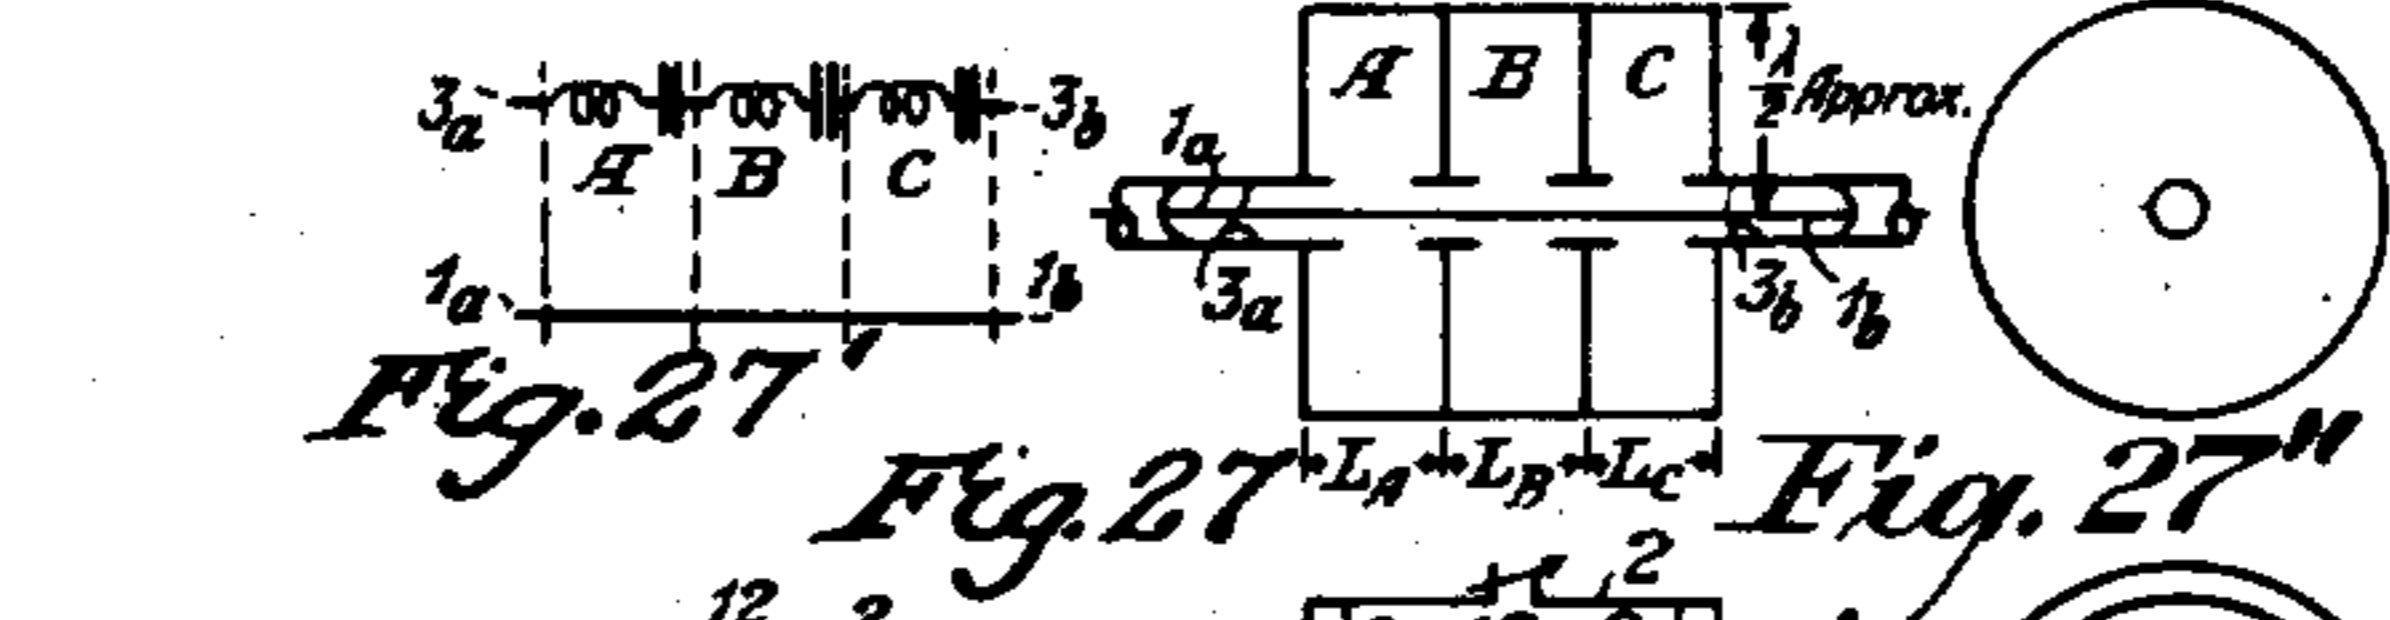 3a 3b
A B C
1a 1b
Fig. 27'
A B C
λ/2 Approx.
1a
3a 3b 1b
LA LB LC
Fig. 27
Fig. 27"
12 2